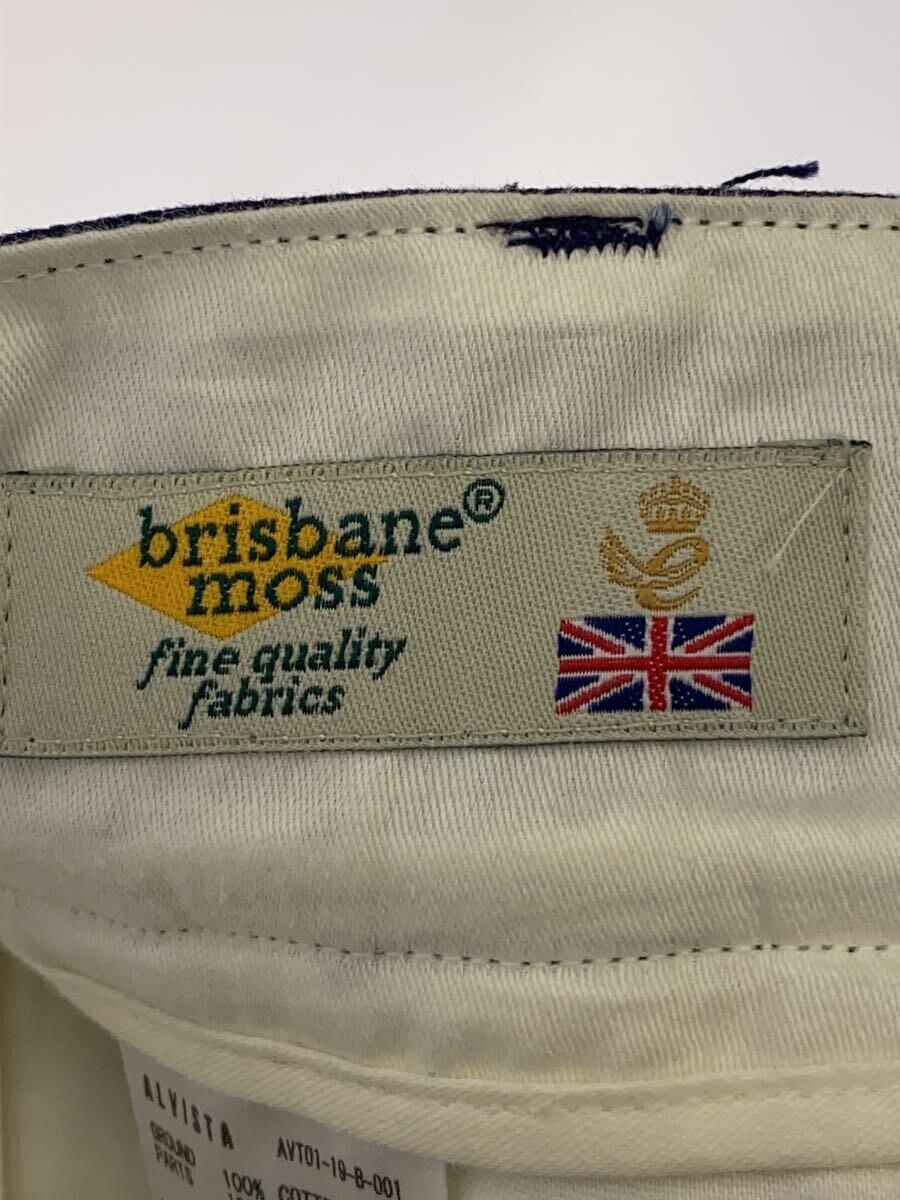 brisbane®
moss
fine quality
fabrics
ALVISTA
AVT01-19-B-001
GROUND
PARTS
100%